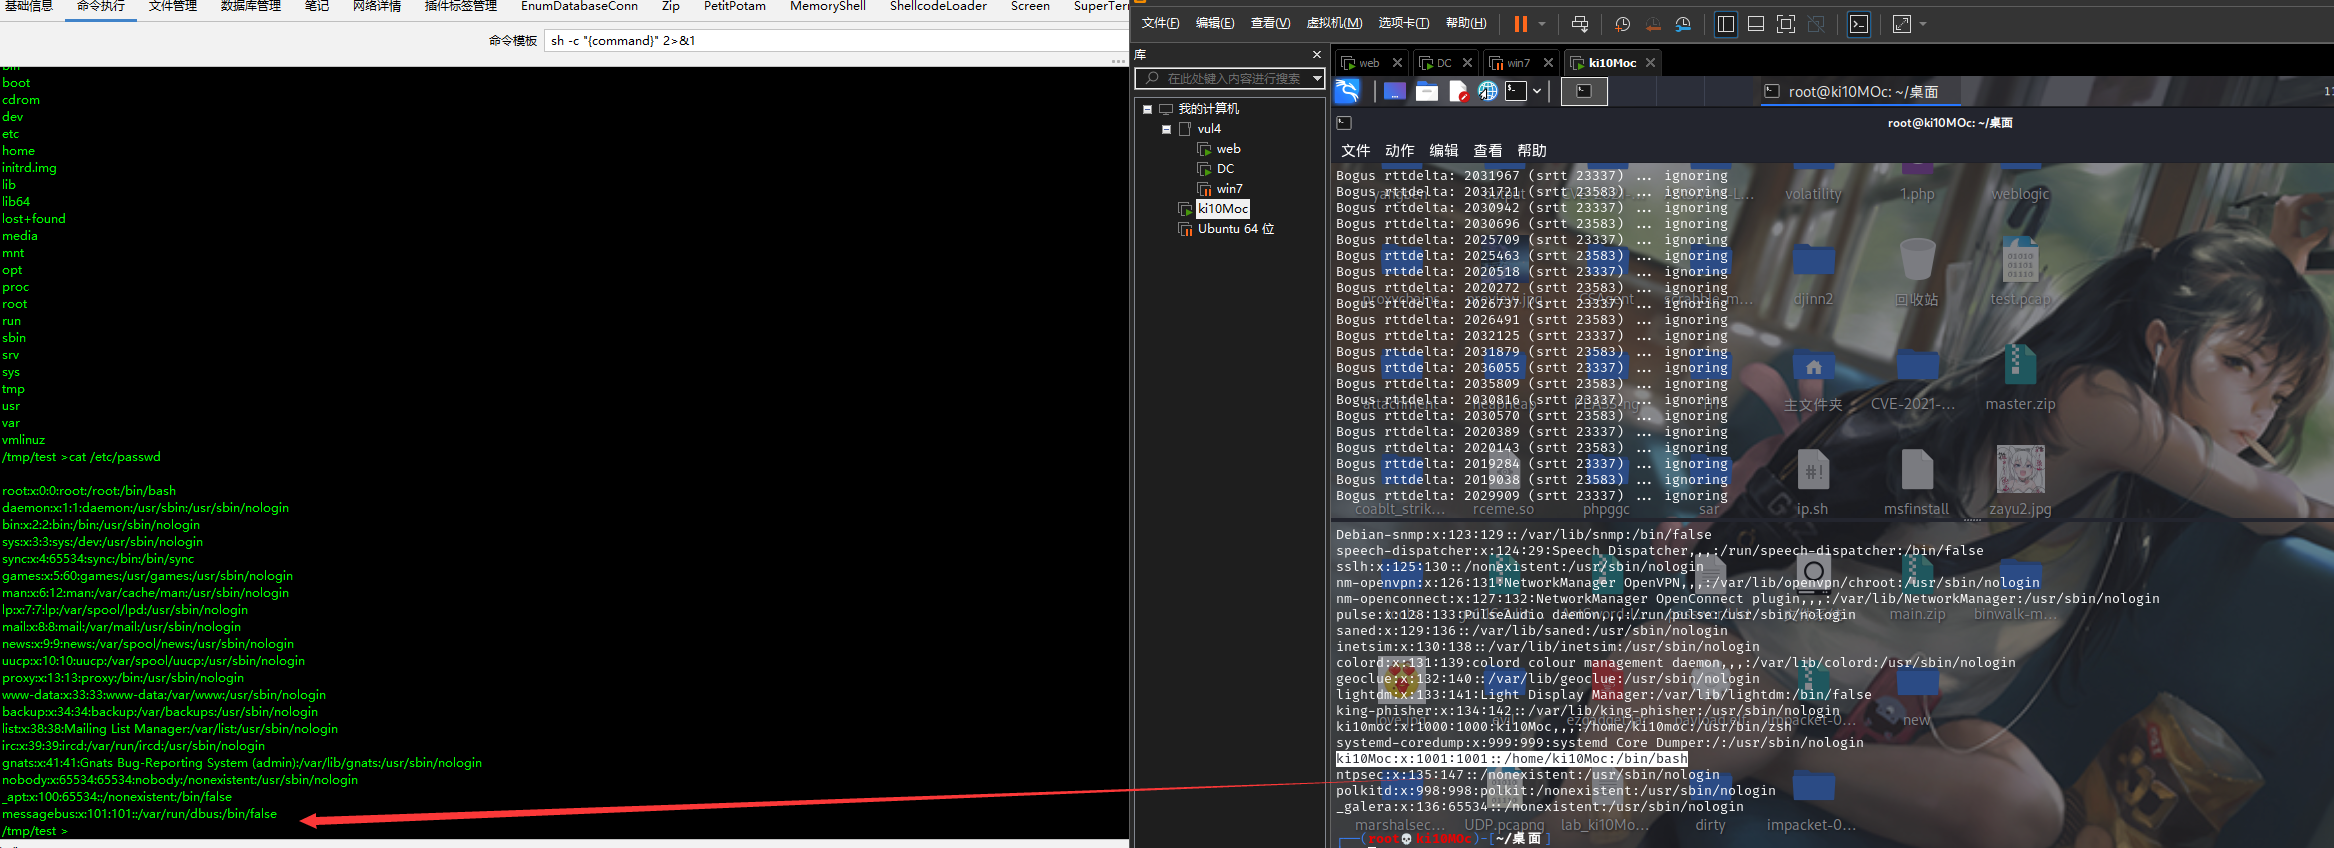 基础信息 命令执行 文件管理 数据库管理 笔记 网络详情 插件标签管理 EnumDatabaseConn Zip PetitPotam MemoryShell ShellcodeLoader Screen SuperTer
命令模板 sh -c "{command}" 2>&1
bin
boot
cdrom
dev
etc
home
initrd.img
lib
lib64
lost+found
media
mnt
opt
proc
root
run
sbin
srv
sys
tmp
usr
var
vmlinuz
/tmp/test >cat /etc/passwd
root:x:0:0:root:/root:/bin/bash
daemon:x:1:1:daemon:/usr/sbin:/usr/sbin/nologin
bin:x:2:2:bin:/bin:/usr/sbin/nologin
sys:x:3:3:sys:/dev:/usr/sbin/nologin
sync:x:4:65534:sync:/bin:/bin/sync
games:x:5:60:games:/usr/games:/usr/sbin/nologin
man:x:6:12:man:/var/cache/man:/usr/sbin/nologin
lp:x:7:7:lp:/var/spool/lpd:/usr/sbin/nologin
mail:x:8:8:mail:/var/mail:/usr/sbin/nologin
news:x:9:9:news:/var/spool/news:/usr/sbin/nologin
uucp:x:10:10:uucp:/var/spool/uucp:/usr/sbin/nologin
proxy:x:13:13:proxy:/bin:/usr/sbin/nologin
www-data:x:33:33:www-data:/var/www:/usr/sbin/nologin
backup:x:34:34:backup:/var/backups:/usr/sbin/nologin
list:x:38:38:Mailing List Manager:/var/list:/usr/sbin/nologin
irc:x:39:39:ircd:/var/run/ircd:/usr/sbin/nologin
gnats:x:41:41:Gnats Bug-Reporting System (admin):/var/lib/gnats:/usr/sbin/nologin
nobody:x:65534:65534:nobody:/nonexistent:/usr/sbin/nologin
_apt:x:100:65534::/nonexistent:/bin/false
messagebus:x:101:101::/var/run/dbus:/bin/false
/tmp/test >
文件(F) 编辑(E) 查看(V) 虚拟机(M) 选项卡(T) 帮助(H)
库
在此处键入内容进行搜索
我的计算机
vul4
web
DC
win7
ki10Moc
Ubuntu 64 位
web DC win7 ki10Moc
root@ki10MOc: ~/桌面
root@ki10MOc: ~/桌面
文件 动作 编辑 查看 帮助
Bogus rttdelta: 2031967 (srtt 23337) ... ignoring
Bogus rttdelta: 2031721 (srtt 23583) ... ignoring
Bogus rttdelta: 2030942 (srtt 23337) ... ignoring
Bogus rttdelta: 2030696 (srtt 23583) ... ignoring
Bogus rttdelta: 2025709 (srtt 23337) ... ignoring
Bogus rttdelta: 2025463 (srtt 23583) ... ignoring
Bogus rttdelta: 2020518 (srtt 23337) ... ignoring
Bogus rttdelta: 2020272 (srtt 23583) ... ignoring
Bogus rttdelta: 2026737 (srtt 23337) ... ignoring
Bogus rttdelta: 2026491 (srtt 23583) ... ignoring
Bogus rttdelta: 2032125 (srtt 23337) ... ignoring
Bogus rttdelta: 2031879 (srtt 23583) ... ignoring
Bogus rttdelta: 2036055 (srtt 23337) ... ignoring
Bogus rttdelta: 2035809 (srtt 23583) ... ignoring
Bogus rttdelta: 2030816 (srtt 23337) ... ignoring
Bogus rttdelta: 2030570 (srtt 23583) ... ignoring
Bogus rttdelta: 2020389 (srtt 23337) ... ignoring
Bogus rttdelta: 2020143 (srtt 23583) ... ignoring
Bogus rttdelta: 2019284 (srtt 23337) ... ignoring
Bogus rttdelta: 2019038 (srtt 23583) ... ignoring
Bogus rttdelta: 2029909 (srtt 23337) ... ignoring
volatility 1.php weblogic
djinn2 回收站 test.pcap
主文件夹 CVE-2021-... master.zip
coablt_strik... rceme.so phpggc sar ip.sh msfinstall zayu2.jpg
Debian-snmp:x:123:129::/var/lib/snmp:/bin/false
speech-dispatcher:x:124:29:Speech Dispatcher,,,:/run/speech-dispatcher:/bin/false
sslh:x:125:130::/nonexistent:/usr/sbin/nologin
nm-openvpn:x:126:131:NetworkManager OpenVPN,,,:/var/lib/openvpn/chroot:/usr/sbin/nologin
nm-openconnect:x:127:132:NetworkManager OpenConnect plugin,,,:/var/lib/NetworkManager:/usr/sbin/nologin
pulse:x:128:133:PulseAudio daemon,,,:/run/pulse:/usr/sbin/nologin
saned:x:129:136::/var/lib/saned:/usr/sbin/nologin
inetsim:x:130:138::/var/lib/inetsim:/usr/sbin/nologin
colord:x:131:139:colord colour management daemon,,,:/var/lib/colord:/usr/sbin/nologin
geoclue:x:132:140::/var/lib/geoclue:/usr/sbin/nologin
lightdm:x:133:141:Light Display Manager:/var/lib/lightdm:/bin/false
king-phisher:x:134:142::/var/lib/king-phisher:/usr/sbin/nologin
ki10moc:x:1000:1000:ki10Moc,,,:/home/ki10moc:/usr/bin/zsh
systemd-coredump:x:999:999:systemd Core Dumper:/:/usr/sbin/nologin
ki10Moc:x:1001:1001::/home/ki10Moc:/bin/bash
ntpsec:x:135:147::/nonexistent:/usr/sbin/nologin
polkitd:x:998:998:polkit:/nonexistent:/usr/sbin/nologin
_galera:x:136:65534::/nonexistent:/usr/sbin/nologin
main.zip binwalk-m...
new
marshalsec... UDP.pcapng lab_ki10Mo... dirty impacket-0...
(root💀ki10MOc)-[~/桌面]